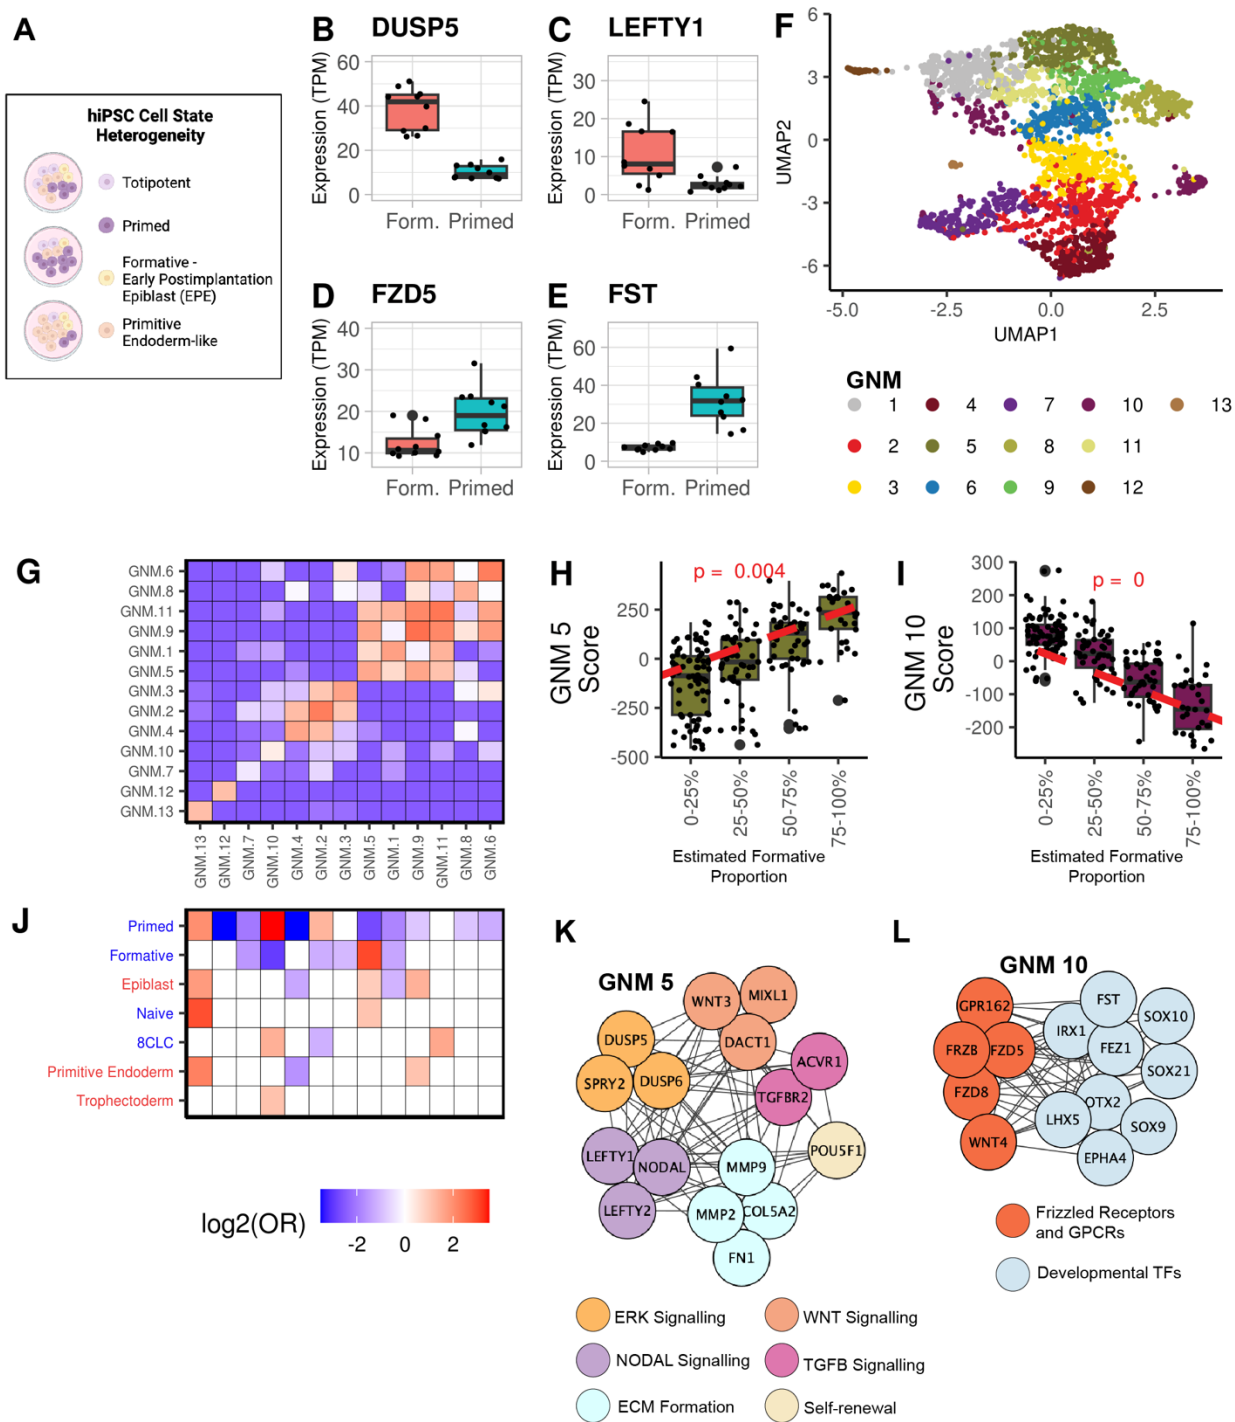 A
hiPSC Cell State
Heterogeneity
Totipotent
Primed
Formative -
Early Postimplantation
Epiblast (EPE)
Primitive
Endoderm-like
B
DUSP5
Expression (TPM)
60
40
20
0
Form.
Primed
C
LEFTY1
Expression (TPM)
30
20
10
0
Form.
Primed
D
FZD5
Expression (TPM)
40
30
20
10
Form.
Primed
E
FST
Expression (TPM)
60
40
20
0
Form.
Primed
F
UMAP2
6
3
0
-3
-6
-5.0
-2.5
0.0
2.5
UMAP1
GNM
1
4
7
10
13
2
5
8
11
3
6
9
12
G
GNM.6
GNM.8
GNM.11
GNM.9
GNM.1
GNM.5
GNM.3
GNM.2
GNM.4
GNM.10
GNM.7
GNM.12
GNM.13
GNM.13
GNM.12
GNM.7
GNM.10
GNM.4
GNM.2
GNM.3
GNM.5
GNM.1
GNM.9
GNM.11
GNM.8
GNM.6
H
p = 0.004
GNM 5
Score
250
0
-250
-500
0-25%
25-50%
50-75%
75-100%
Estimated Formative
Proportion
I
p = 0
GNM 10
Score
300
200
100
0
-100
-200
0-25%
25-50%
50-75%
75-100%
Estimated Formative
Proportion
J
Primed
Formative
Epiblast
Naive
8CLC
Primitive Endoderm
Trophectoderm
log2(OR)
-2
0
2
K
GNM 5
WNT3
MIXL1
DUSP5
DACT1
ACVR1
SPRY2
DUSP6
TGFBR2
LEFTY1
NODAL
MMP9
POU5F1
LEFTY2
MMP2
COL5A2
FN1
ERK Signalling
WNT Signalling
NODAL Signalling
TGFB Signalling
ECM Formation
Self-renewal
L
GNM 10
GPR162
FST
SOX10
IRX1
FRZB
FZD5
FEZ1
SOX21
FZD8
OTX2
LHX5
SOX9
WNT4
EPHA4
Frizzled Receptors
and GPCRs
Developmental TFs